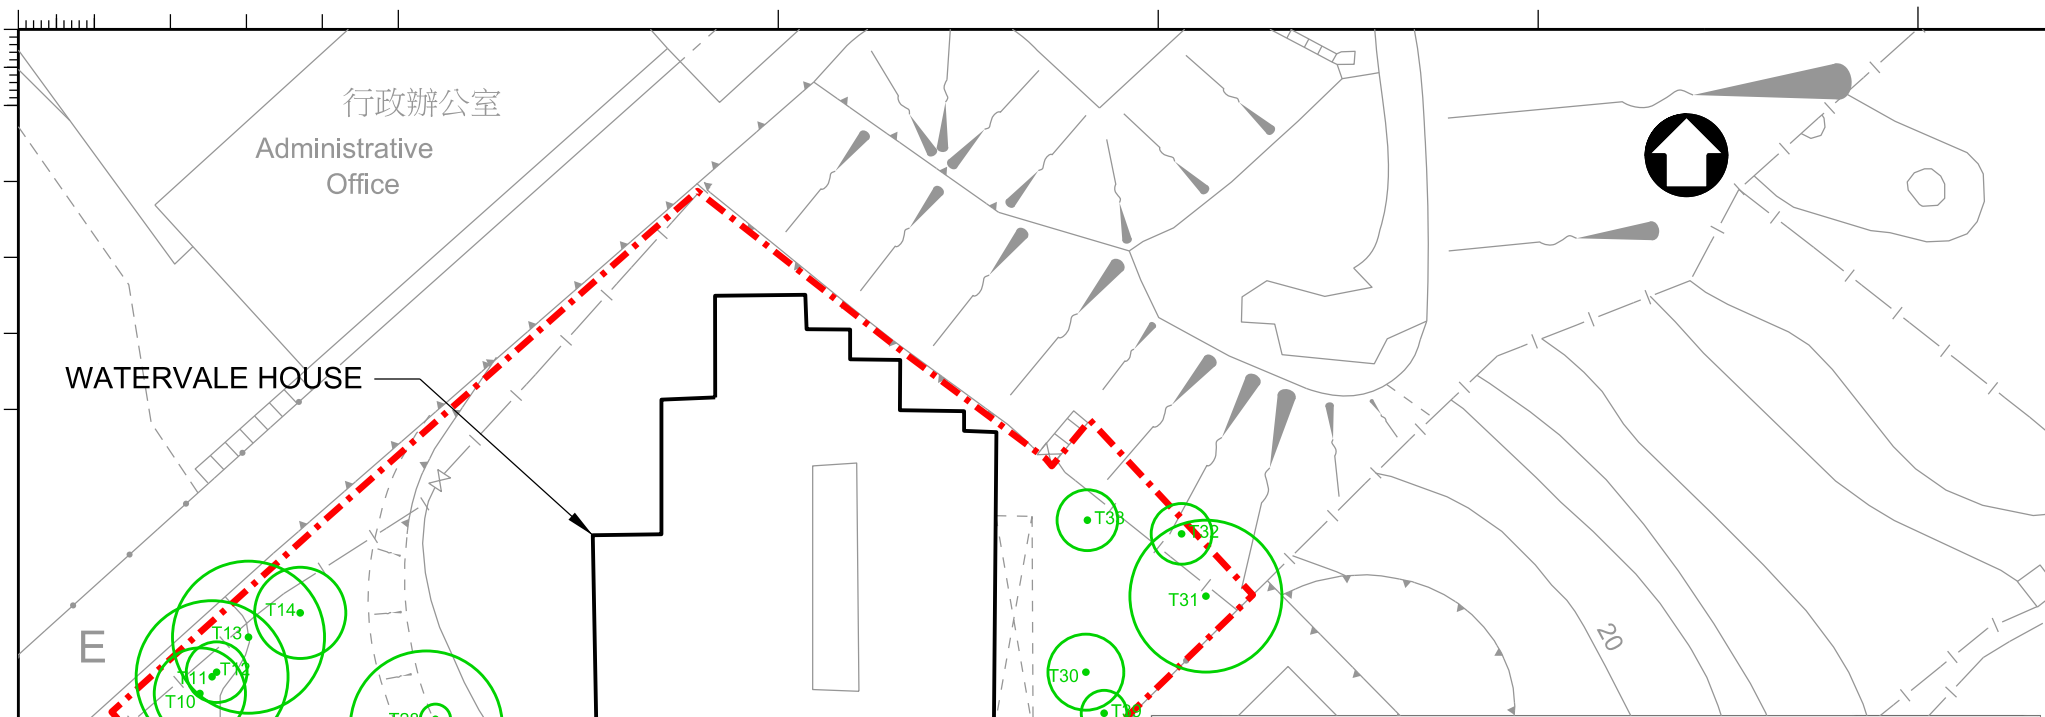 行政辦公室
Administrative
Office
WATERVALE HOUSE
T33
T32
T31
T14
T13
E
T12
T11
T10
T30
20